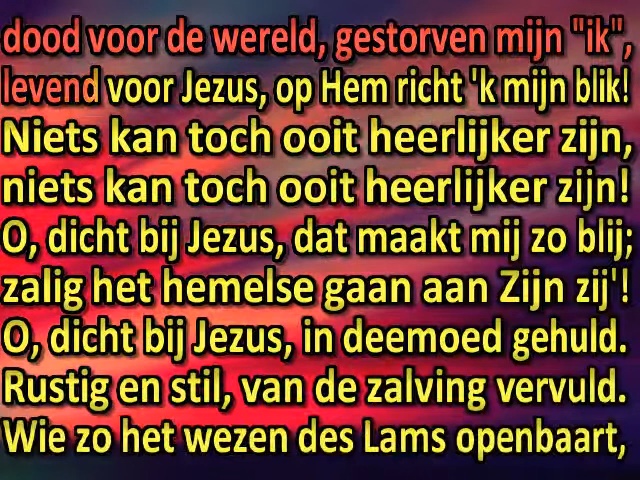 dood voor de wereld, gestorven mijn "ik",
levend voor Jezus, op Hem richt 'k mijn blik!
Niets kan toch ooit heerlijker zijn,
niets kan toch ooit heerlijker zijn!
O, dicht bij Jezus, dat maakt mij zo blij;
zalig het hemelse gaan aan Zijn zij'!
O, dicht bij Jezus, in deemoed gehuld.
Rustig en stil, van de zalving vervuld.
Wie zo het wezen des Lams openbaart,